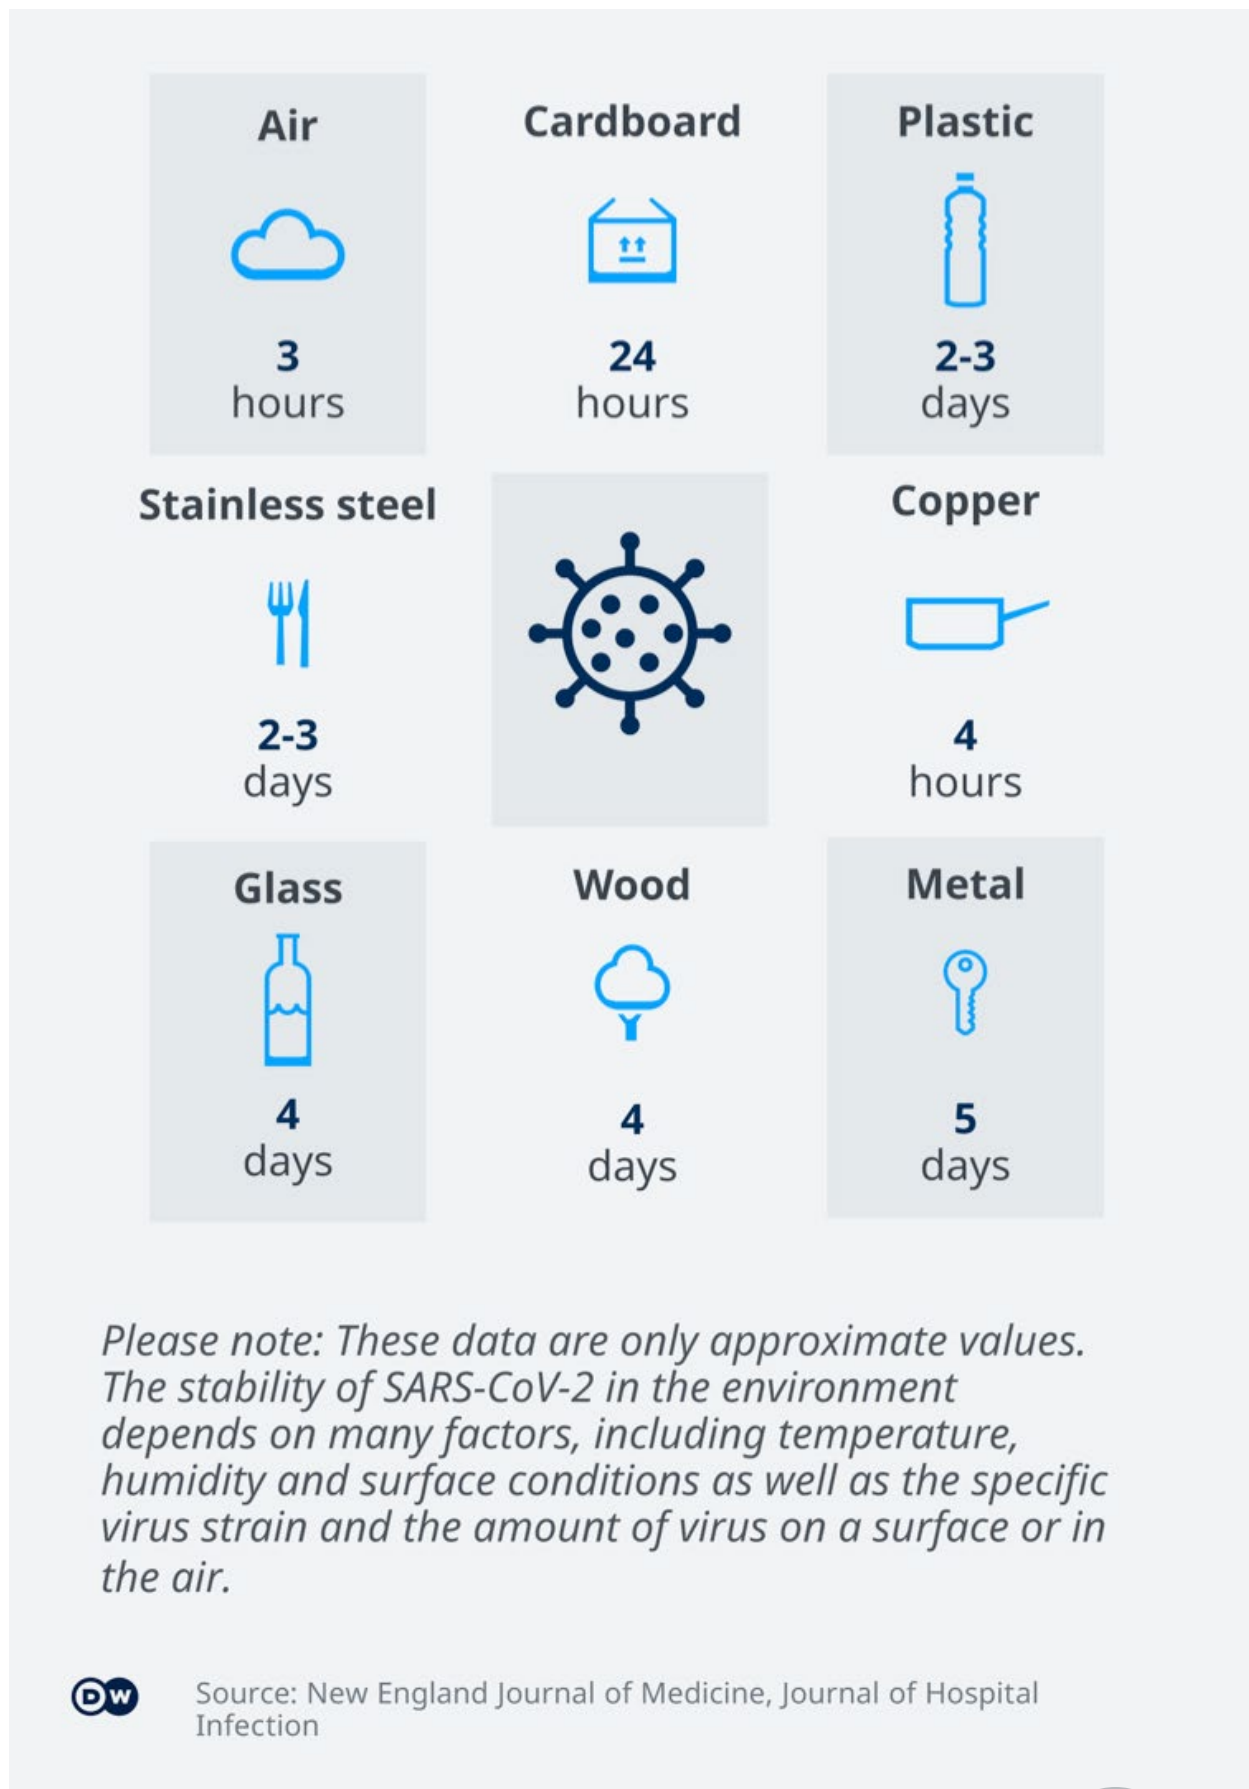 Air
3
hours
Cardboard
24
hours
Plastic
2-3
days
Stainless steel
2-3
days
Copper
4
hours
Glass
4
days
Wood
4
days
Metal
5
days
Please note: These data are only approximate values.
The stability of SARS-CoV-2 in the environment
depends on many factors, including temperature,
humidity and surface conditions as well as the specific
virus strain and the amount of virus on a surface or in
the air.
DW
Source: New England Journal of Medicine, Journal of Hospital
Infection